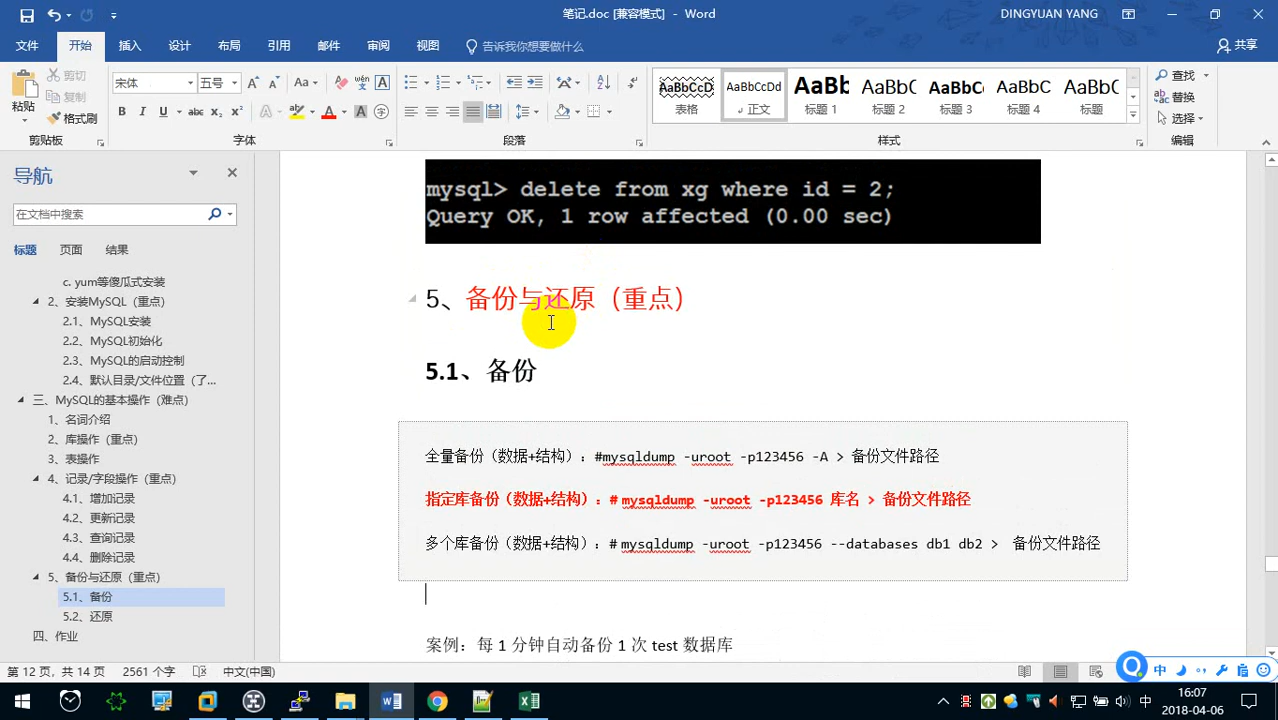 笔记.doc [兼容模式] - Word
DINGYUAN YANG
文件 开始 插入 设计 布局 引用 邮件 审阅 视图 告诉我你想要做什么 共享
粘贴 剪切 复制 格式刷
宋体 五号
AaBbCcD 表格
AaBbCcDd 正文
AaBb 标题 1
AaBbC 标题 2
AaBbC 标题 3
AaBbC 标题 4
AaBbC 标题
查找
替换
选择
剪贴板 字体 段落 样式 编辑
导航
在文档中搜索
标题 页面 结果
c. yum等傻瓜式安装
2、安装MySQL（重点）
2.1、MySQL安装
2.2、MySQL初始化
2.3、MySQL的启动控制
2.4、默认目录/文件位置（了...
三、MySQL的基本操作（难点）
1、名词介绍
2、库操作（重点）
3、表操作
4、记录/字段操作（重点）
4.1、增加记录
4.2、更新记录
4.3、查询记录
4.4、删除记录
5、备份与还原（重点）
5.1、备份
5.2、还原
四、作业
mysql> delete from xg where id = 2;
Query OK, 1 row affected (0.00 sec)
5、备份与还原（重点）
5.1、备份
全量备份（数据+结构）：#mysqldump -uroot -p123456 -A > 备份文件路径
指定库备份（数据+结构）：# mysqldump -uroot -p123456 库名 > 备份文件路径
多个库备份（数据+结构）：# mysqldump -uroot -p123456 --databases db1 db2 > 备份文件路径
案例：每 1 分钟自动备份 1 次 test 数据库
第 12 页，共 14 页 2561 个字 中文(中国)
中
中 16:07
2018-04-06